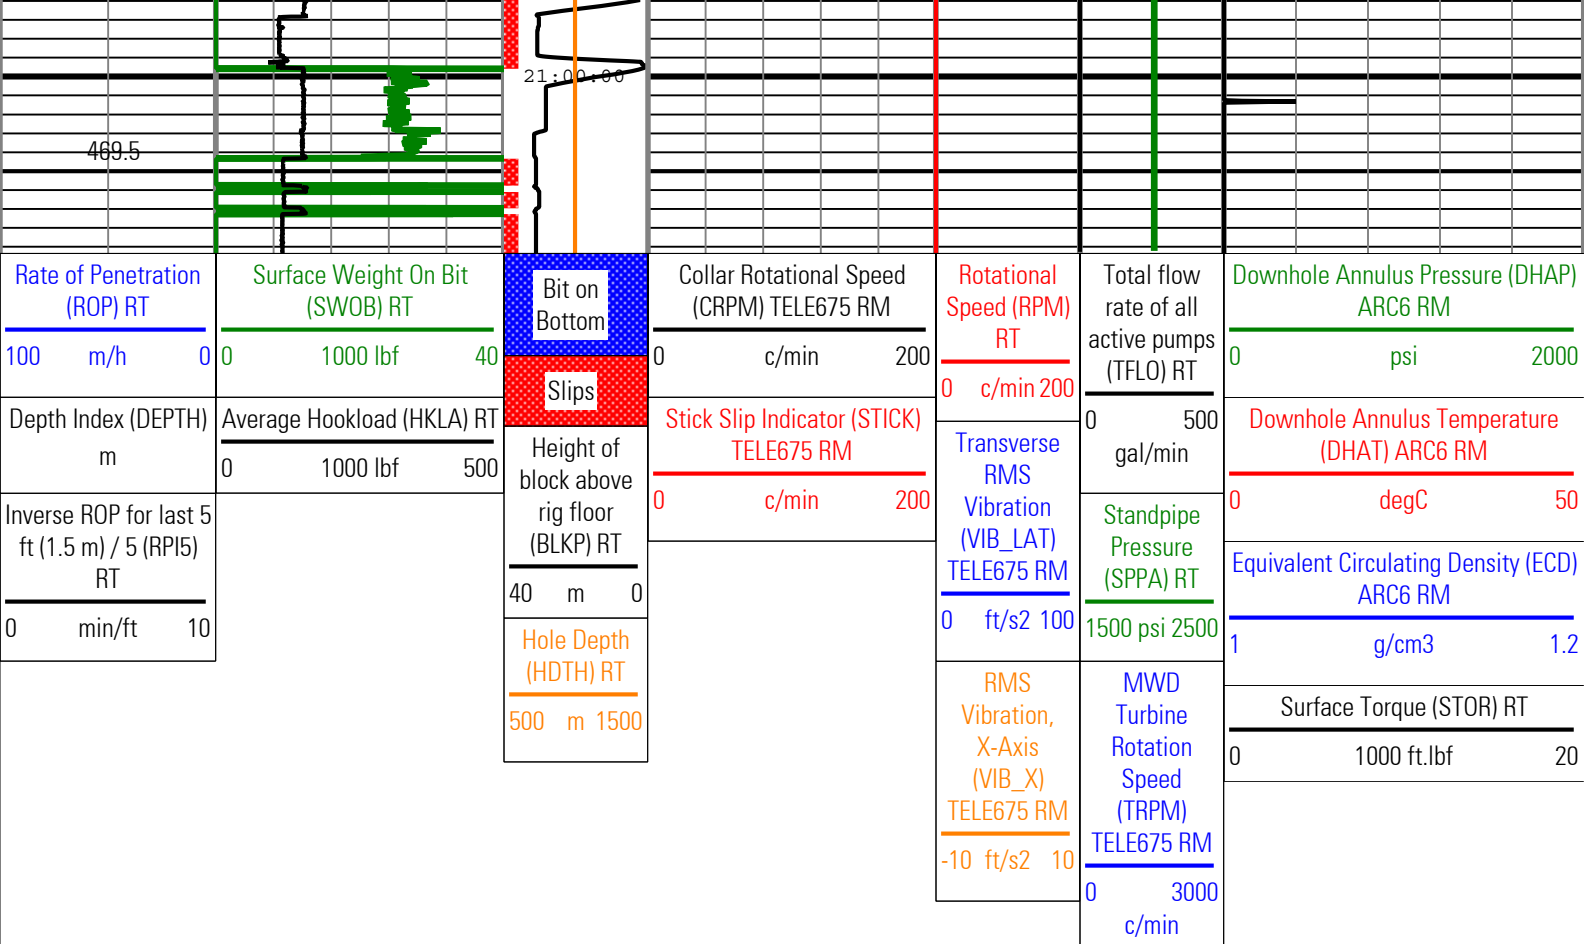 21:00:00
469.5
Rate of Penetration
(ROP) RT
100 m/h 0
Depth Index (DEPTH)
m
Inverse ROP for last 5
ft (1.5 m) / 5 (RPI5)
RT
0 min/ft 10
Surface Weight On Bit
(SWOB) RT
0 1000 lbf 40
Average Hookload (HKLA) RT
0 1000 lbf 500
Bit on
Bottom
Slips
Height of
block above
rig floor
(BLKP) RT
40 m 0
Hole Depth
(HDTH) RT
500 m 1500
Collar Rotational Speed
(CRPM) TELE675 RM
0 c/min 200
Stick Slip Indicator (STICK)
TELE675 RM
0 c/min 200
Rotational
Speed (RPM)
RT
0 c/min 200
Transverse
RMS
Vibration
(VIB_LAT)
TELE675 RM
0 ft/s2 100
RMS
Vibration,
X-Axis
(VIB_X)
TELE675 RM
-10 ft/s2 10
Total flow
rate of all
active pumps
(TFLO) RT
0 500
gal/min
Standpipe
Pressure
(SPPA) RT
1500 psi 2500
MWD
Turbine
Rotation
Speed
(TRPM)
TELE675 RM
0 3000
c/min
Downhole Annulus Pressure (DHAP)
ARC6 RM
0 psi 2000
Downhole Annulus Temperature
(DHAT) ARC6 RM
0 degC 50
Equivalent Circulating Density (ECD)
ARC6 RM
1 g/cm3 1.2
Surface Torque (STOR) RT
0 1000 ft.lbf 20